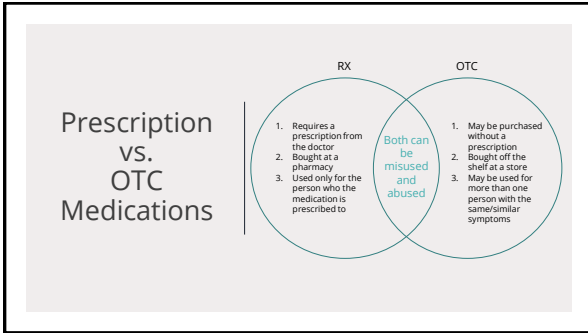 Prescription
vs.
OTC
Medications
RX
1. Requires a
prescription from
the doctor
2. Bought at a
pharmacy
3. Used only for the
person who the
medication is
prescribed to
Both can
be
misused
and
abused
OTC
1. May be purchased
without a
prescription
2. Bought off the
shelf at a store
3. May be used for
more than one
person with the
same/similar
symptoms